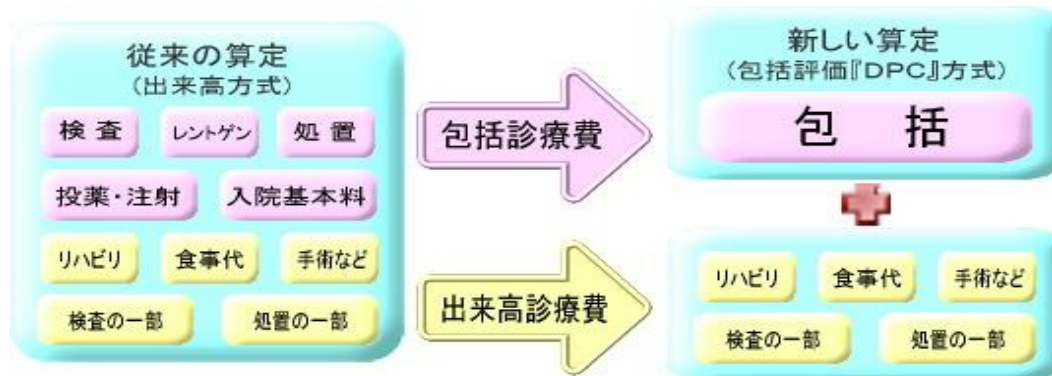 従来の算定
(出来高方式)
検査
レントゲン
処置
投薬・注射
入院基本料
リハビリ
食事代
手術など
検査の一部
処置の一部
包括診療費
出来高診療費
新しい算定
(包括評価『DPC』方式)
包括
リハビリ
食事代
手術など
検査の一部
処置の一部